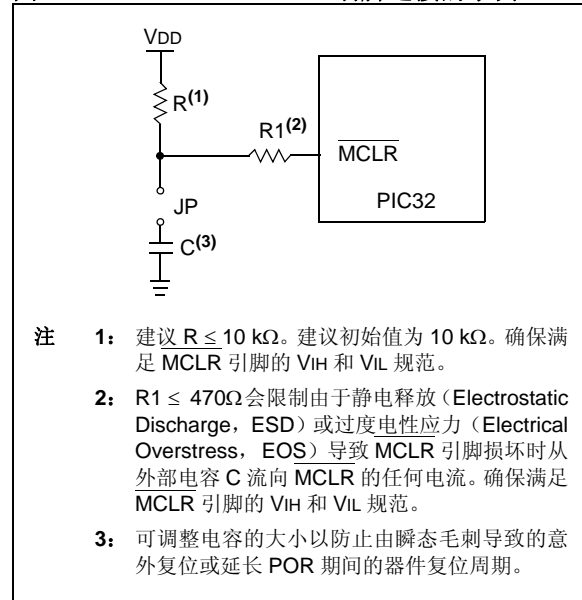 VDD
R(1)
R1(2)
MCLR
JP
PIC32
C(3)
注 1： 建议 R ≤ 10 kΩ。建议初始值为 10 kΩ。确保满
足 MCLR 引脚的 VIH 和 VIL 规范。
2： R1 ≤ 470Ω 会限制由于静电释放（Electrostatic
Discharge，ESD）或过度电性应力（Electrical
Overstress， EOS）导致 MCLR 引脚损坏时从
外部电容 C 流向 MCLR 的任何电流。确保满足
MCLR 引脚的 VIH 和 VIL 规范。
3： 可调整电容的大小以防止由瞬态毛刺导致的意
外复位或延长 POR 期间的器件复位周期。